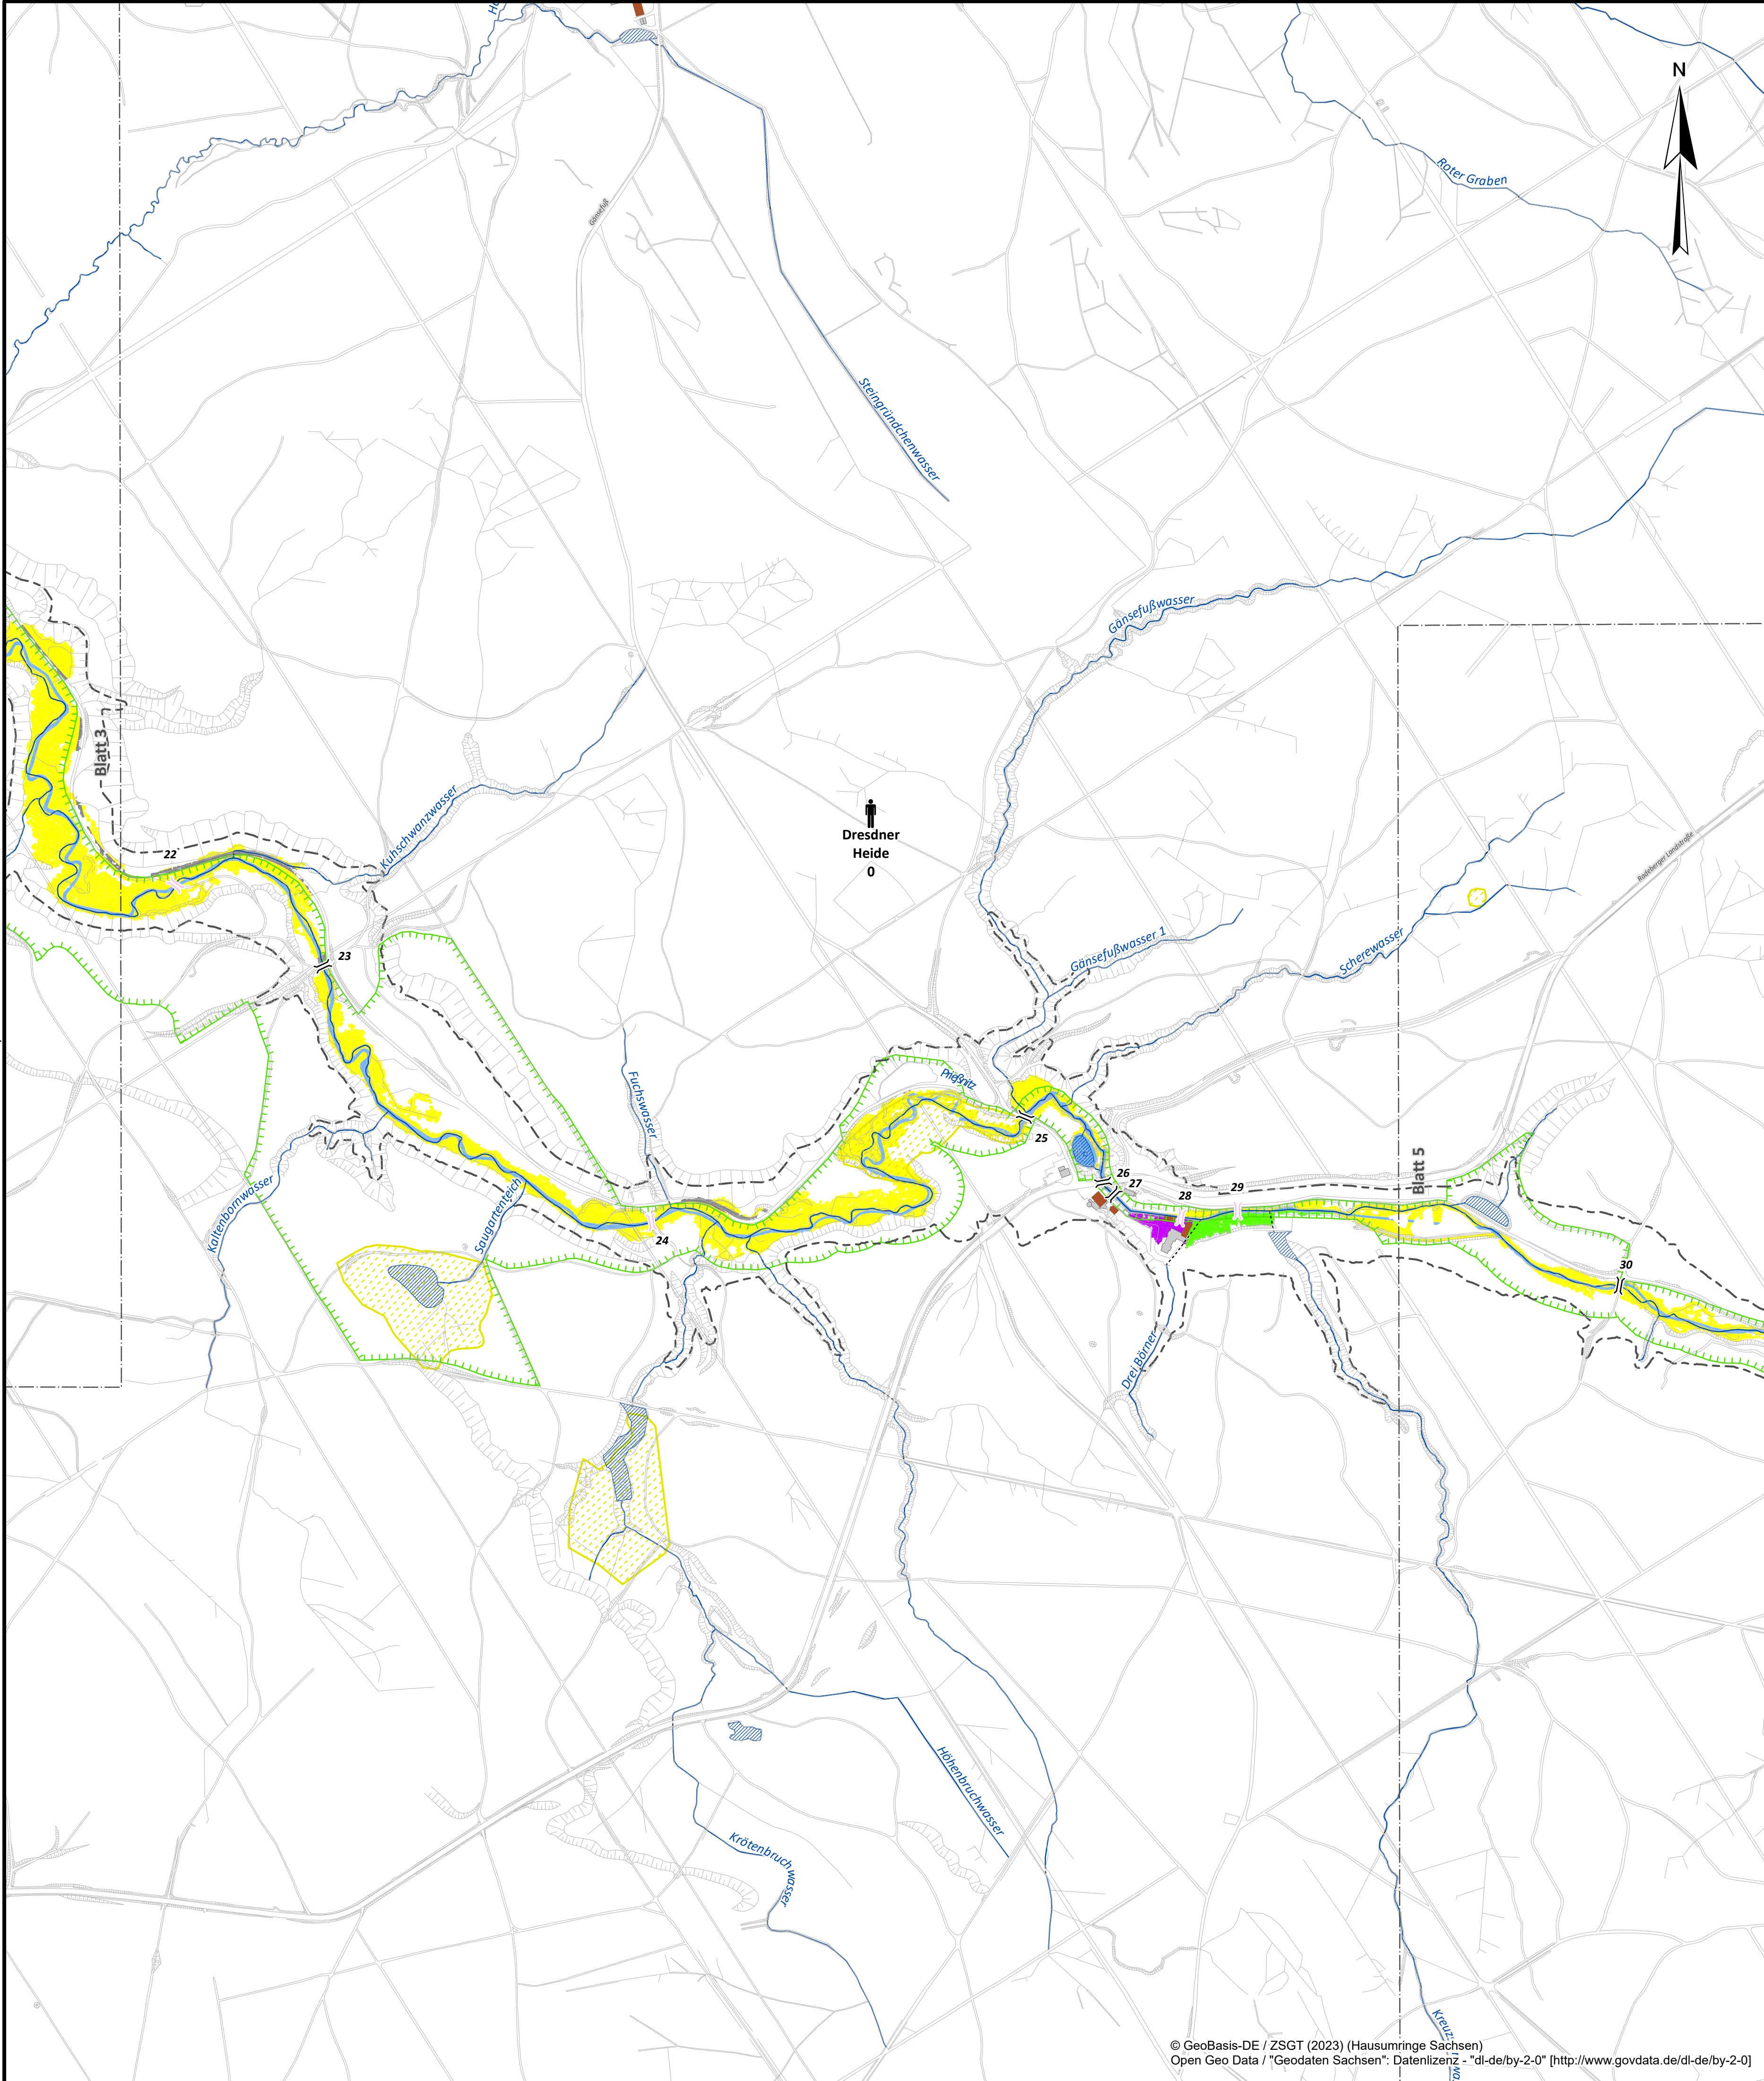 N
Roter Graben
Gänsefuß
Steingründchenwasser
Gänsefußwasser
Blatt 3
Kuhschwanzwasser
Dresdner
Heide
0
Radeberger Landstraße
22
23
Gänsefußwasser 1
Scherewasser
Fuchswasser
Prießnitz
25
26
27
28
29
Blatt 5
Kaltenbornwasser
Saugartenteich
24
30
Drei Börner
Höhenbruchwasser
Krötenbruch wasser
© GeoBasis-DE / ZSGT (2023) (Hausumringe Sachsen)
Open Geo Data / "Geodaten Sachsen": Datenlizenz - "dl-de/by-2-0" [http://www.govdata.de/dl-de/by-2-0]